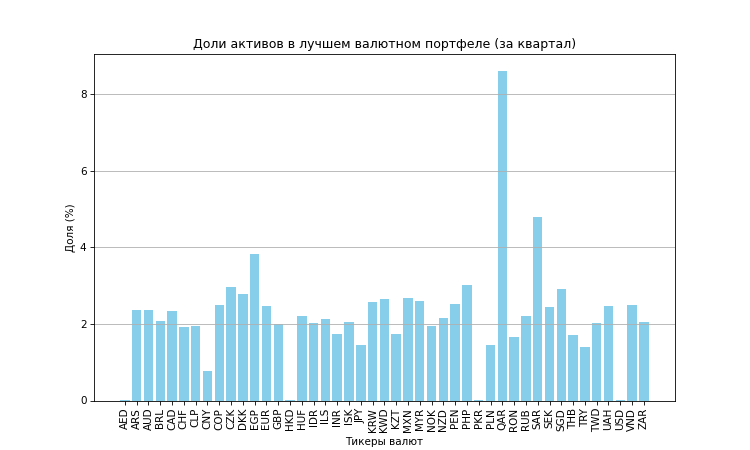 Доли активов в лучшем валютном портфеле (за квартал)
Доля (%)
8
6
4
2
0
AED ARS AUD BRL CAD CHF CLP CNY COP CZK DKK EGP EUR GBP HKD HUF IDR ILS INR ISK JPY KRW KWD KZT MXN MYR NOK NZD PEN PHP PKR PLN QAR RON RUB SAR SEK SGD THB TRY TWD UAH USD VND ZAR
Тикеры валют